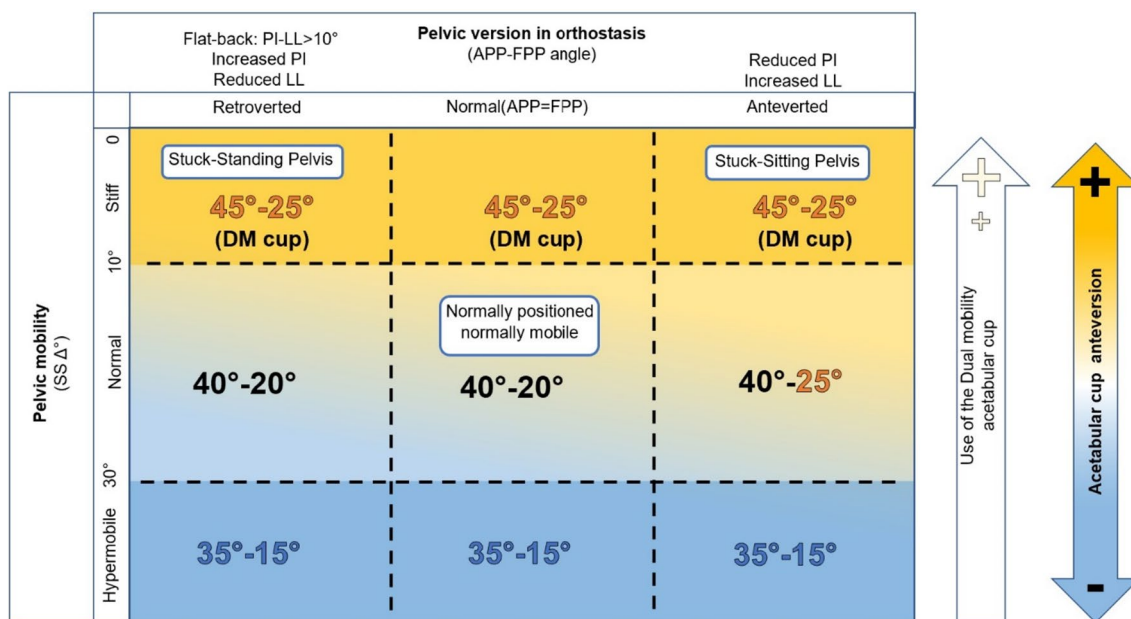 Flat-back: PI-LL>10°
Increased PI
Reduced LL
Pelvic version in orthostasis
(APP-FPP angle)
Reduced PI
Increased LL
Retroverted
Normal(APP=FPP)
Anteverted
Pelvic mobility
(SS Δ°)
0
Stiff
10°
Normal
30°
Hypermobile
Stuck-Standing Pelvis
Stuck-Sitting Pelvis
45°-25°
(DM cup)
45°-25°
(DM cup)
45°-25°
(DM cup)
Normally positioned
normally mobile
40°-20°
40°-20°
40°-25°
35°-15°
35°-15°
35°-15°
Use of the Dual mobility
acetabular cup
+
Acetabular cup anteversion
-